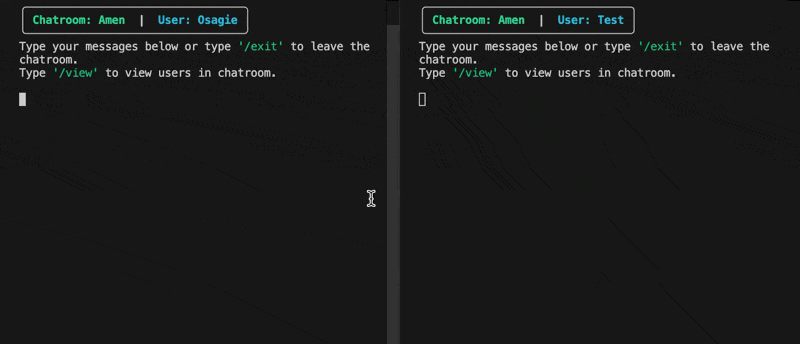 Chatroom: Amen | User: Osagie
Type your messages below or type '/exit' to leave the
chatroom.
Type '/view' to view users in chatroom.
Chatroom: Amen | User: Test
Type your messages below or type '/exit' to leave the
chatroom.
Type '/view' to view users in chatroom.